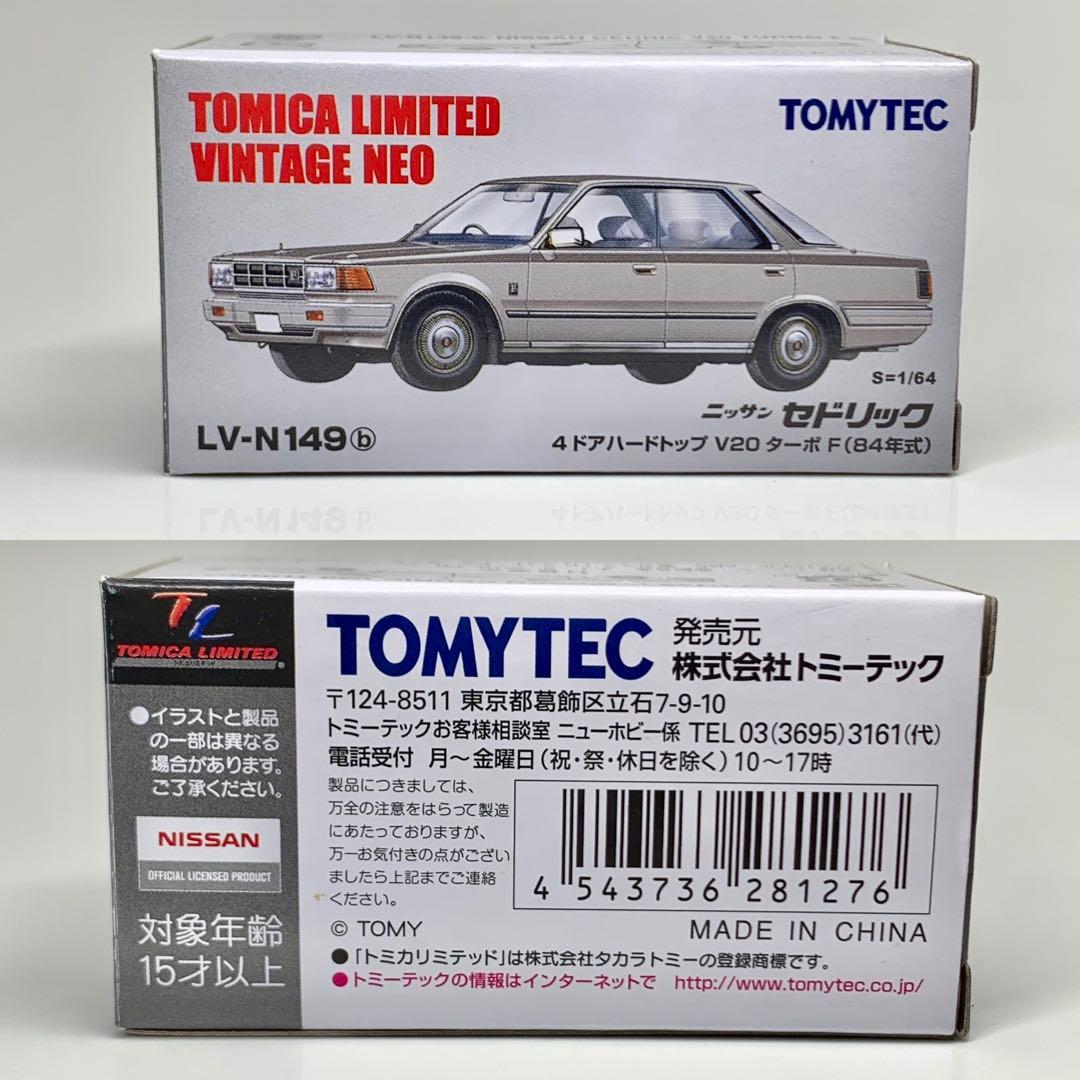 TOMICA LIMITED
VINTAGE NEO
TOMYTEC
S=1/64
LV-N149ⓑ
ニッサン セドリック
4ドアハードトップ V20 ターボ F(84年式)
TL
TOMICA LIMITED
トミカリミテッド ®
●イラストと製品
の一部は異なる
場合があります。
ご了承ください。
NISSAN
OFFICIAL LICENSED PRODUCT
対象年齢
15才以上
TOMYTEC
発売元
株式会社トミーテック
〒124-8511 東京都葛飾区立石7-9-10
トミーテックお客様相談室 ニューホビー係 TEL 03(3695)3161(代)
電話受付 月〜金曜日(祝・祭・休日を除く)10〜17時
製品につきましては、
万全の注意をはらって製造
にあたっておりますが、
万一お気付きの点がござい
ましたら上記までご連絡
ください。
4 543736 281276
© TOMY
MADE IN CHINA
●「トミカリミテッド」は株式会社タカラトミーの登録商標です。
●トミーテックの情報はインターネットで http://www.tomytec.co.jp/